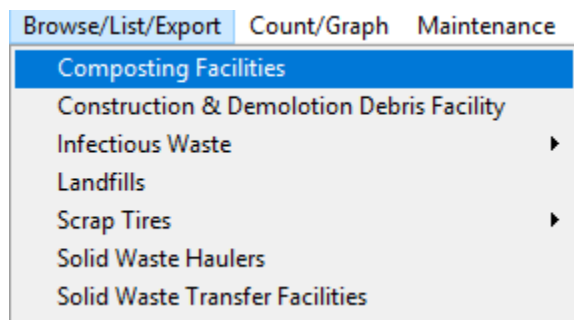 Browse/List/Export Count/Graph Maintenance
Composting Facilities
Construction & Demolotion Debris Facility
Infectious Waste
Landfills
Scrap Tires
Solid Waste Haulers
Solid Waste Transfer Facilities